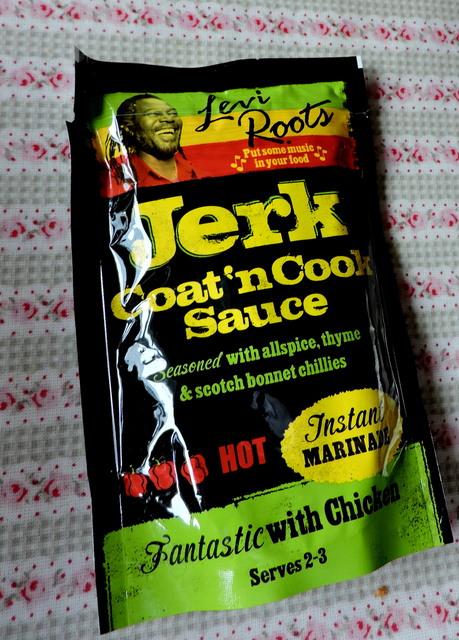 Levi
Roots
Put some music
in your food
Jerk
Coat'n Cook
Sauce
Seasoned with allspice, thyme
& scotch bonnet chillies
HOT
Instant
MARINADE
Fantastic with Chicken
Serves 2-3